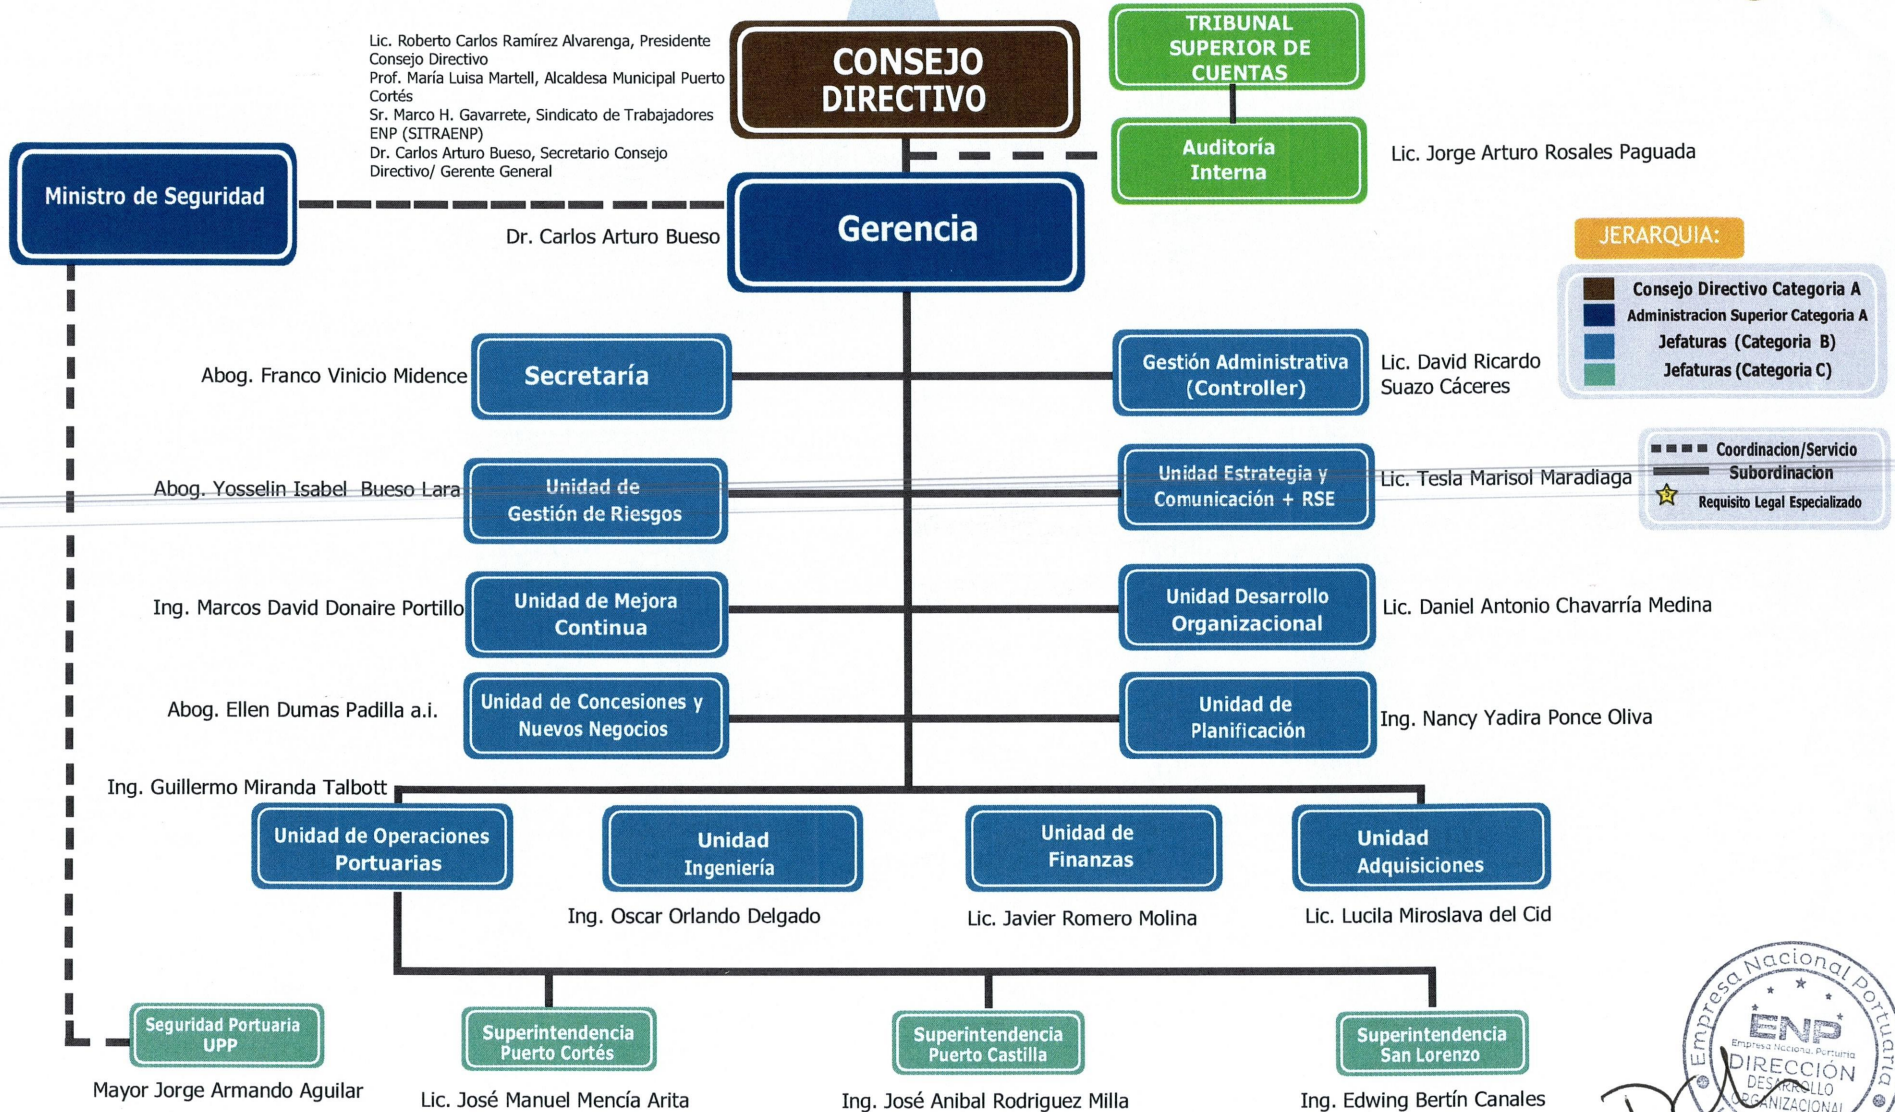 Lic. Roberto Carlos Ramírez Alvarenga, Presidente
Consejo Directivo
Prof. María Luisa Martell, Alcaldesa Municipal Puerto
Cortés
Sr. Marco H. Gavarrete, Sindicato de Trabajadores
ENP (SITRAENP)
Dr. Carlos Arturo Bueso, Secretario Consejo
Directivo/ Gerente General
CONSEJO
DIRECTIVO
TRIBUNAL
SUPERIOR DE
CUENTAS
Auditoría
Interna
Lic. Jorge Arturo Rosales Paguada
Ministro de Seguridad
Dr. Carlos Arturo Bueso
Gerencia
JERARQUIA:
Consejo Directivo Categoria A
Administracion Superior Categoria A
Jefaturas (Categoria B)
Jefaturas (Categoria C)
Coordinacion/Servicio
Subordinacion
Requisito Legal Especializado
Abog. Franco Vinicio Midence
Secretaría
Gestión Administrativa
(Controller)
Lic. David Ricardo
Suazo Cáceres
Abog. Yosselin Isabel Bueso Lara
Unidad de
Gestión de Riesgos
Unidad Estrategia y
Comunicación + RSE
Lic. Tesla Marisol Maradiaga
Ing. Marcos David Donaire Portillo
Unidad de Mejora
Continua
Unidad Desarrollo
Organizacional
Lic. Daniel Antonio Chavarría Medina
Abog. Ellen Dumas Padilla a.i.
Unidad de Concesiones y
Nuevos Negocios
Unidad de
Planificación
Ing. Nancy Yadira Ponce Oliva
Ing. Guillermo Miranda Talbott
Unidad de Operaciones
Portuarias
Unidad
Ingeniería
Unidad de
Finanzas
Unidad
Adquisiciones
Ing. Oscar Orlando Delgado
Lic. Javier Romero Molina
Lic. Lucila Miroslava del Cid
Seguridad Portuaria
UPP
Superintendencia
Puerto Cortés
Superintendencia
Puerto Castilla
Superintendencia
San Lorenzo
Mayor Jorge Armando Aguilar
Lic. José Manuel Mencía Arita
Ing. José Anibal Rodriguez Milla
Ing. Edwing Bertín Canales
Empresa Nacional Portuaria
ENP
Empresa Nacional Portuaria
DIRECCIÓN
DESARROLLO
ORGANIZACIONAL